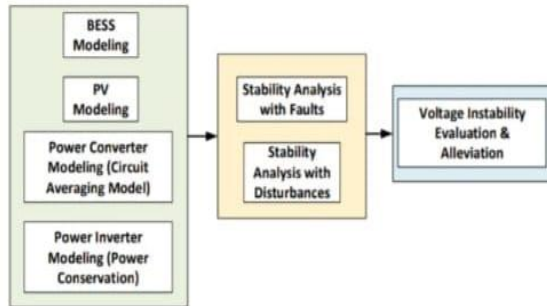 BESS
Modeling
PV
Modeling
Power Converter
Modeling (Circuit
Averaging Model)
Power Inverter
Modeling (Power
Conservation)
Stability Analysis
with Faults
Stability
Analysis with
Disturbances
Voltage Instability
Evaluation &
Alleviation